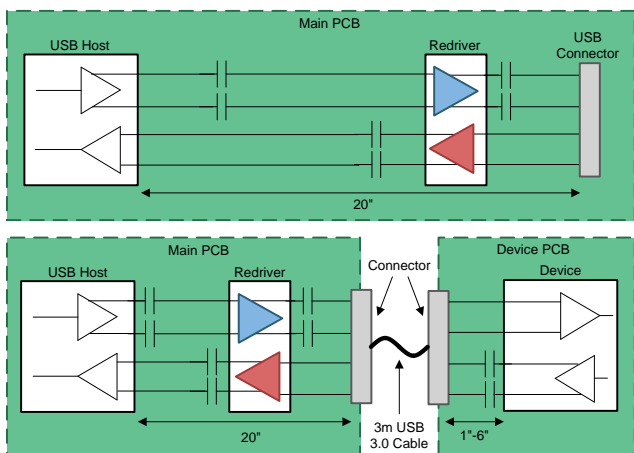 Main PCB
USB Host
Redriver
USB
Connector
20"
Main PCB
Device PCB
USB Host
Redriver
Connector
Device
20"
3m USB
3.0 Cable
1"-6"